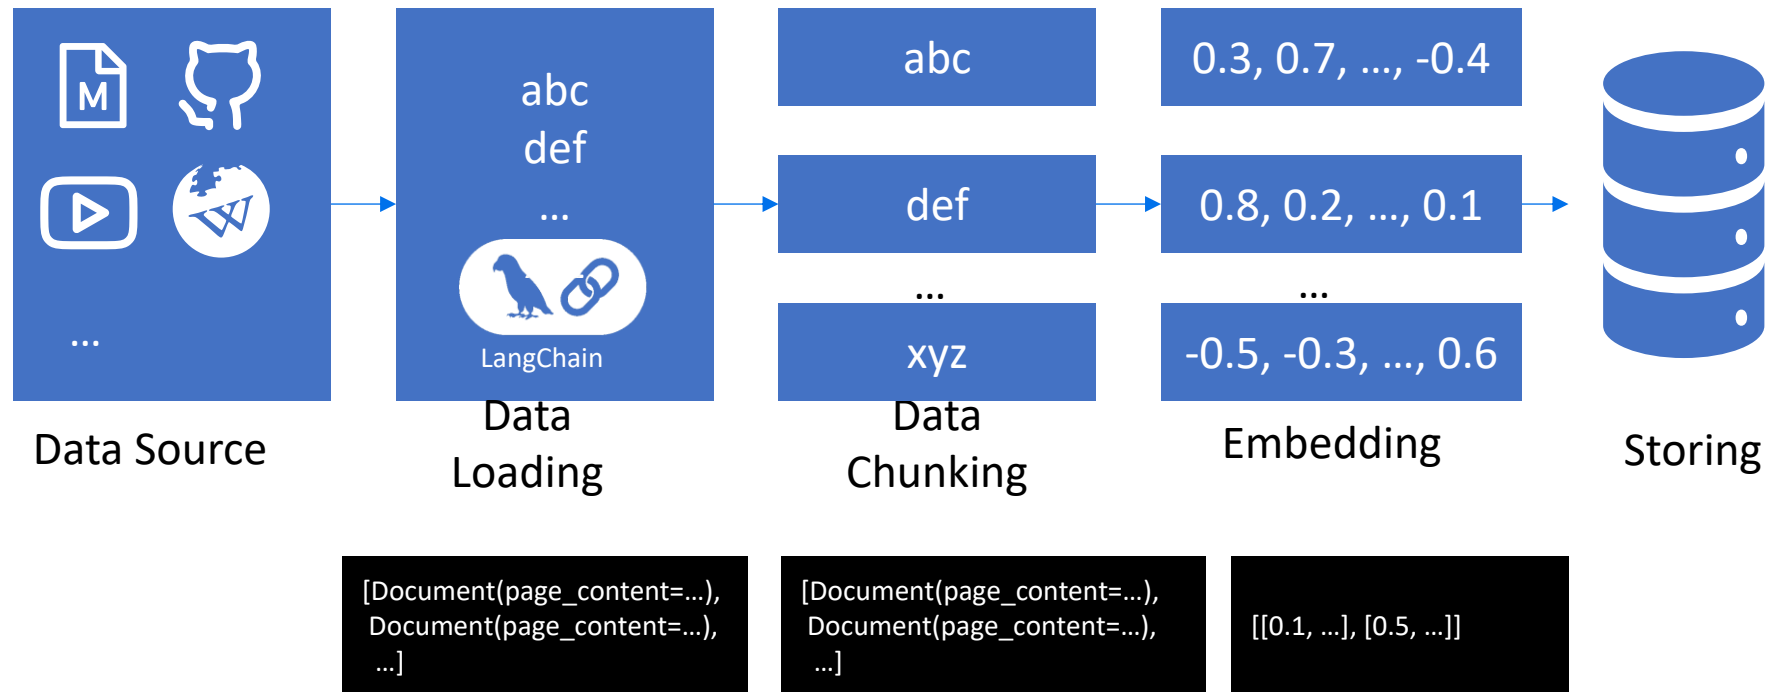 M
W
...
Data Source
abc
def
...
LangChain
Data
Loading
abc
def
...
xyz
Data
Chunking
0.3, 0.7, ..., -0.4
0.8, 0.2, ..., 0.1
...
-0.5, -0.3, ..., 0.6
Embedding
Storing
[Document(page_content=...),
Document(page_content=...),
...]
[Document(page_content=...),
Document(page_content=...),
...]
[[0.1, ...], [0.5, ...]]